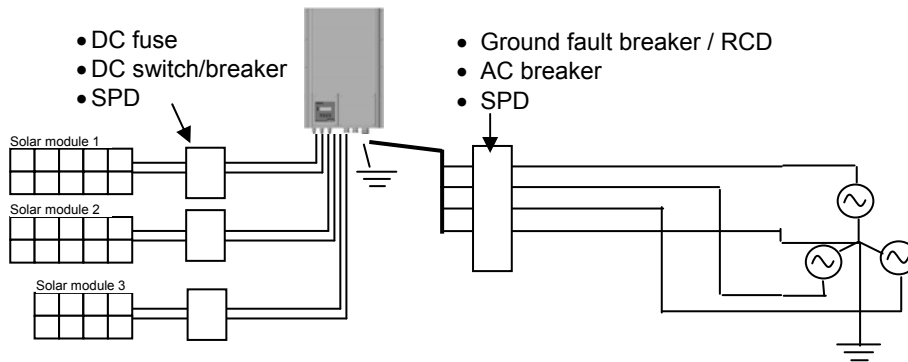 • DC fuse
• DC switch/breaker
• SPD
• Ground fault breaker / RCD
• AC breaker
• SPD
Solar module 1
Solar module 2
Solar module 3